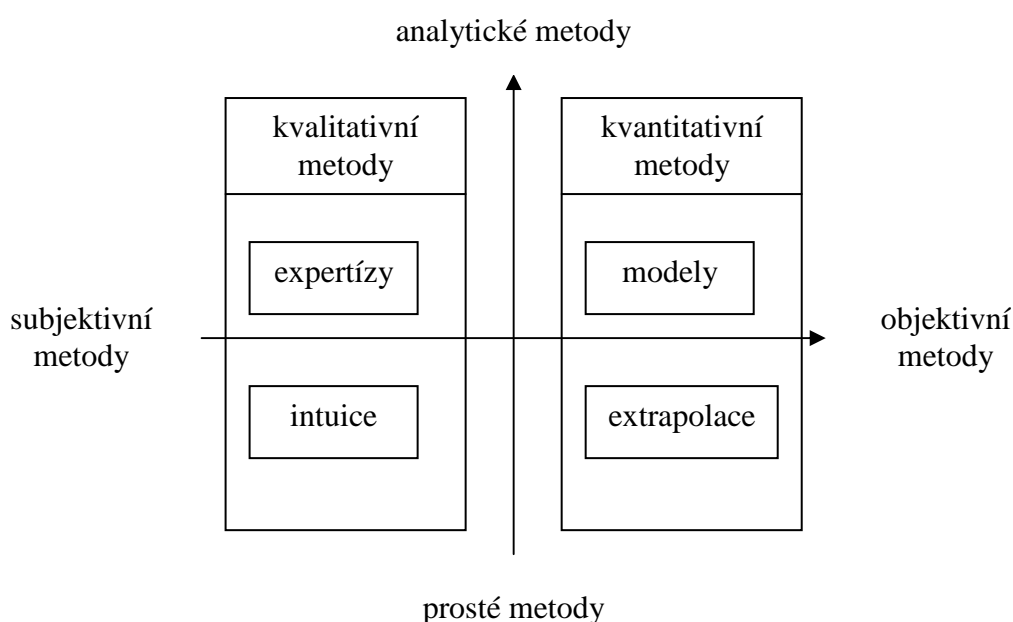 analytické metody
kvalitativní
metody
kvantitativní
metody
expertízy
modely
subjektivní
metody
objektivní
metody
intuice
extrapolace
prosté metody